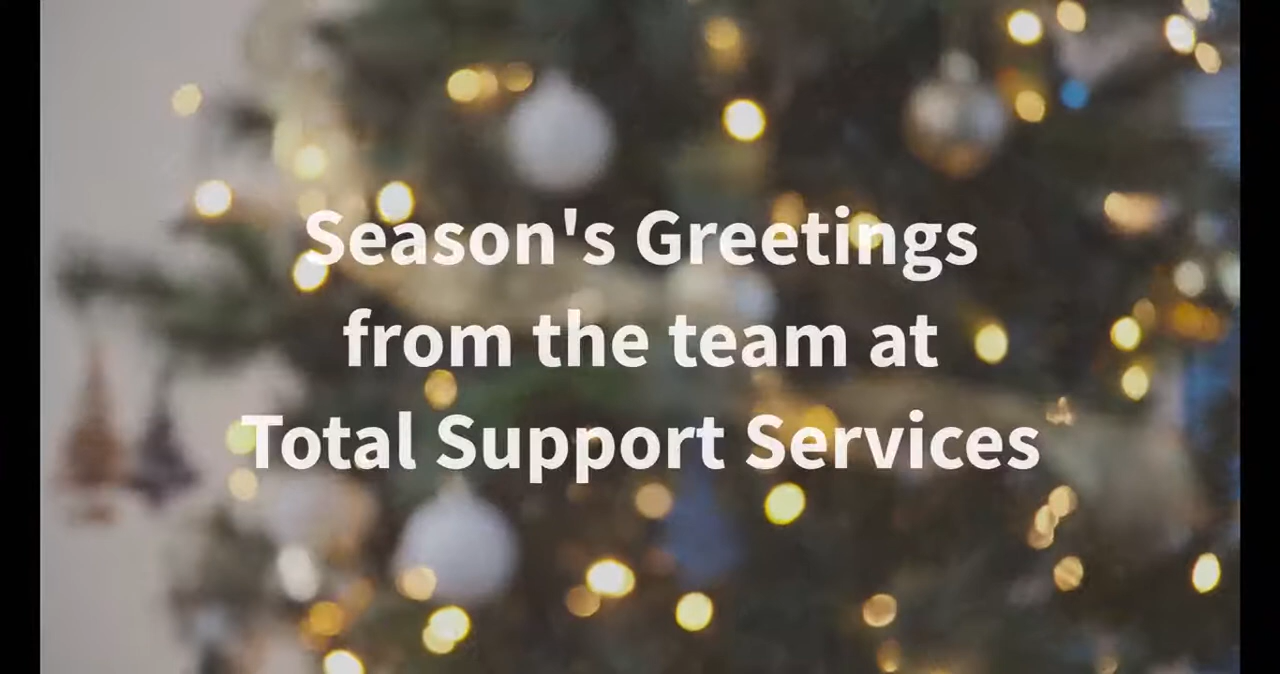 Season's Greetings
from the team at
Total Support Services